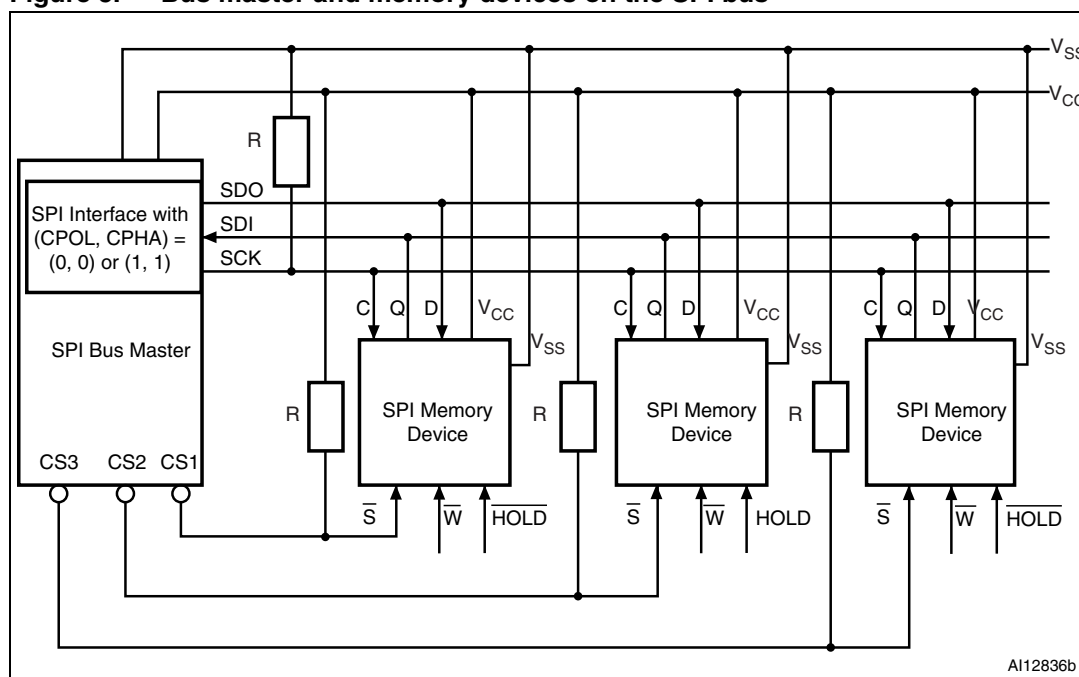 Figure 3. Bus master and memory devices on the SPI bus
VSS
VCC
R
SDO
SDI
SCK
SPI Interface with
(CPOL, CPHA) =
(0, 0) or (1, 1)
SPI Bus Master
CS3 CS2 CS1
C Q D VCC VSS
C Q D VCC VSS
C Q D VCC VSS
R
SPI Memory
Device
R
SPI Memory
Device
R
SPI Memory
Device
S̅ W̅ H̅O̅L̅D̅
S̅ W̅ HOLD
S̅ W̅ H̅O̅L̅D̅
AI12836b